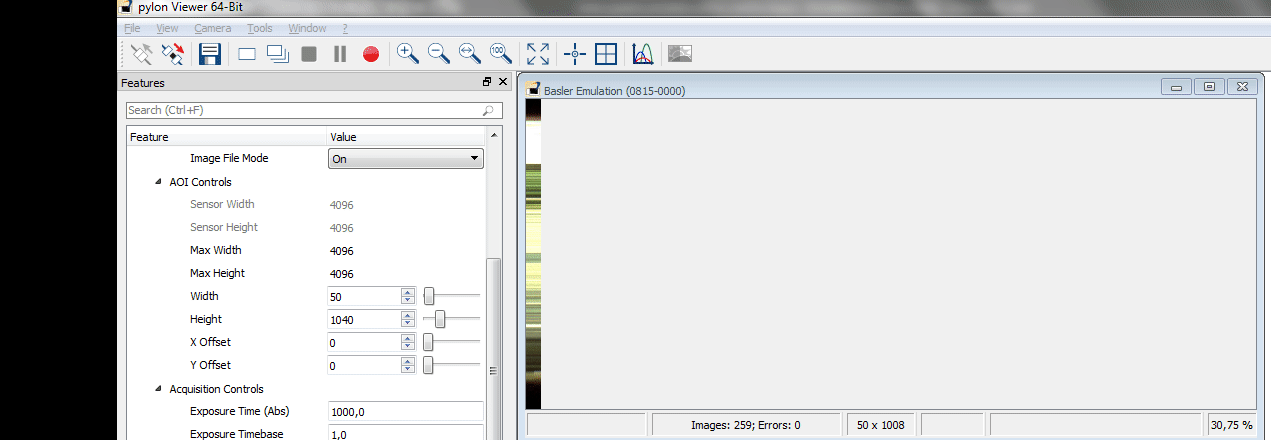 pylon Viewer 64-Bit
File View Camera Tools Window ?
100
Features
Basler Emulation (0815-0000)
Search (Ctrl+F)
Feature Value
Image File Mode On
AOI Controls
Sensor Width 4096
Sensor Height 4096
Max Width 4096
Max Height 4096
Width 50
Height 1040
X Offset 0
Y Offset 0
Acquisition Controls
Exposure Time (Abs) 1000,0
Exposure Timebase 1,0
Images: 259; Errors: 0 50 x 1008 30,75 %